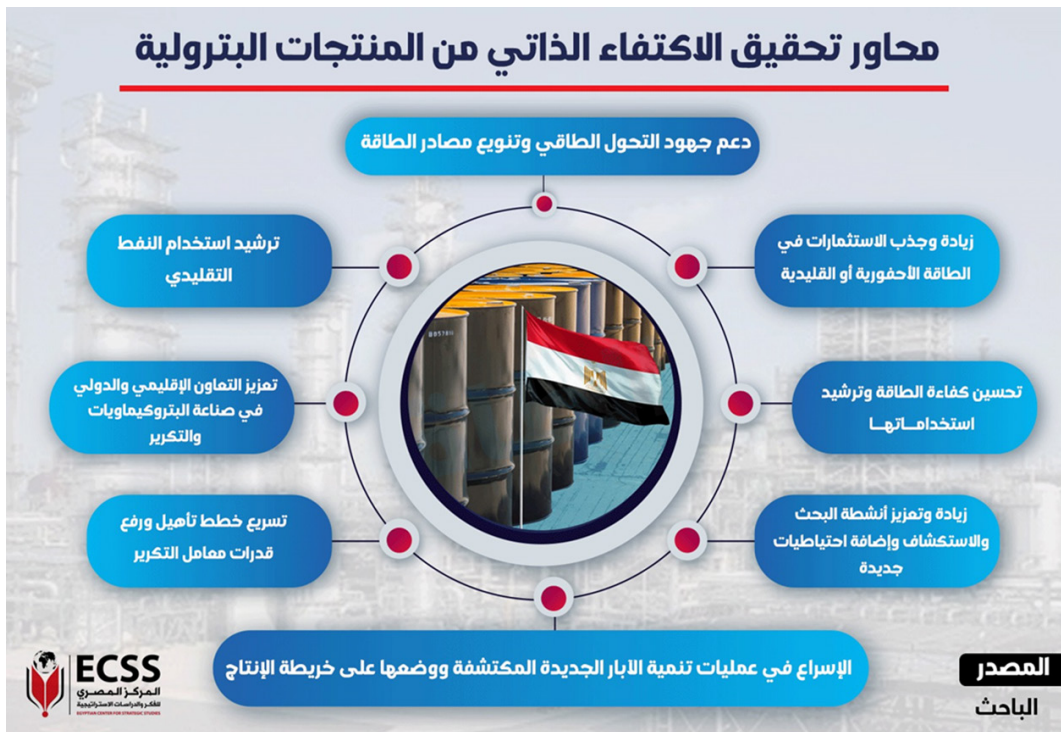 محاور تحقيق الاكتفاء الذاتي من المنتجات البترولية
دعم جهود التحول الطاقي وتنويع مصادر الطاقة
زيادة وجذب الاستثمارات في
الطاقة الأحفورية أو القليدية
تحسين كفاءة الطاقة وترشيد
استخداماتها
زيادة وتعزيز أنشطة البحث
والاستكشاف وإضافة احتياطيات
جديدة
الإسراع في عمليات تنمية الآبار الجديدة المكتشفة ووضعها على خريطة الإنتاج
تسريع خطط تأهيل ورفع
قدرات معامل التكرير
تعزيز التعاون الإقليمي والدولي
في صناعة البتروكيماويات
والتكرير
ترشيد استخدام النفط
التقليدي
المصدر
الباحث
ECSS
المركز المصري
للفكر والدراسات الاستراتيجية
EGYPTIAN CENTER FOR STRATEGIC STUDIES